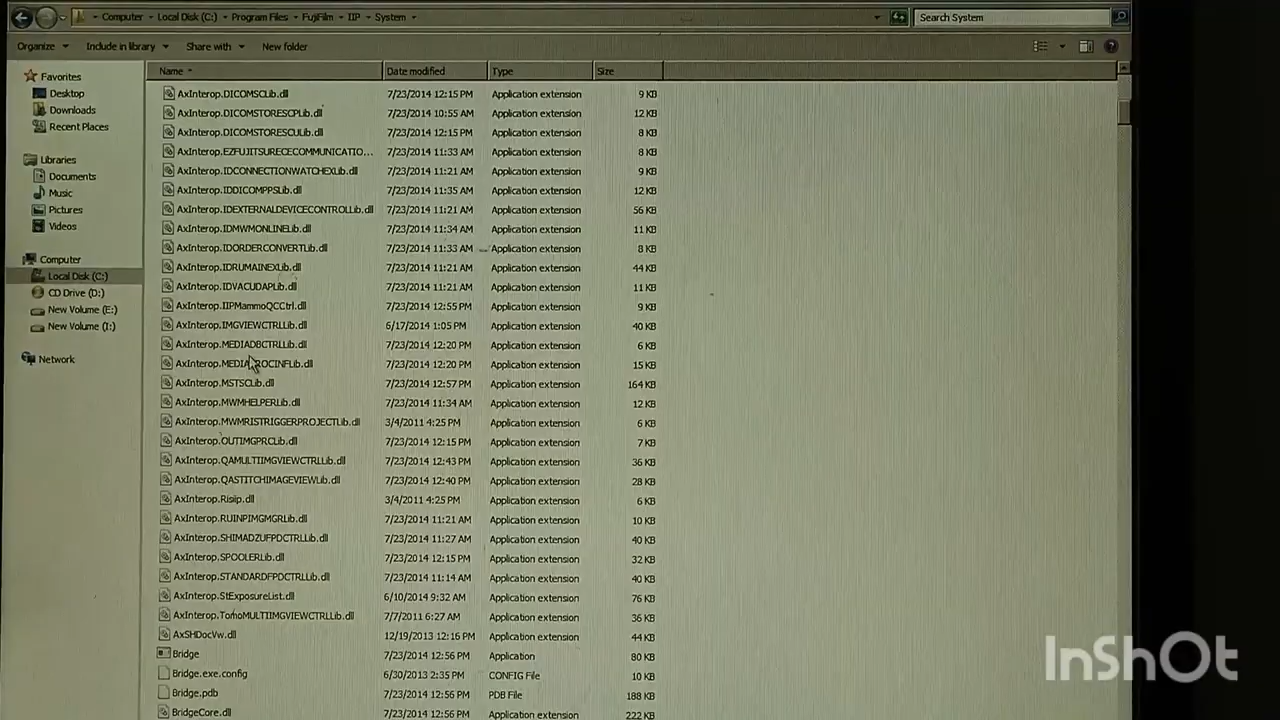 Computer Local Disk (C:) Program Files FujiFilm IIP System Search System
Organize Include in library Share with New folder
Name Date modified Type Size
Favorites
Desktop
Downloads
Recent Places
Libraries
Documents
Music
Pictures
Videos
Computer
Local Disk (C:)
CD Drive (D:)
New Volume (E:)
New Volume (I:)
Network
AxInterop.DICOMSCLib.dll 7/23/2014 12:15 PM Application extension 9 KB
AxInterop.DICOMSTORESCPLib.dll 7/23/2014 10:55 AM Application extension 12 KB
AxInterop.DICOMSTORESCULib.dll 7/23/2014 12:15 PM Application extension 8 KB
AxInterop.EZFUJITSURECECOMMUNICATIO... 7/23/2014 11:33 AM Application extension 8 KB
AxInterop.IDCONNECTIONWATCHEXLib.dll 7/23/2014 11:21 AM Application extension 9 KB
AxInterop.IDDICOMPPSLib.dll 7/23/2014 11:35 AM Application extension 12 KB
AxInterop.IDEXTERNALDEVICECONTROLLib.dll 7/23/2014 11:21 AM Application extension 56 KB
AxInterop.IDMWMONLINELib.dll 7/23/2014 11:34 AM Application extension 11 KB
AxInterop.IDORDERCONVERTLib.dll 7/23/2014 11:33 AM Application extension 8 KB
AxInterop.IDRUMAINEXLib.dll 7/23/2014 11:21 AM Application extension 44 KB
AxInterop.IDVACUDAPLib.dll 7/23/2014 11:21 AM Application extension 11 KB
AxInterop.IIPMammoQCCtrl.dll 7/23/2014 12:55 PM Application extension 9 KB
AxInterop.IMGVIEWCTRLLib.dll 6/17/2014 1:05 PM Application extension 40 KB
AxInterop.MEDIADBCTRLLib.dll 7/23/2014 12:20 PM Application extension 6 KB
7/23/2014 12:20 PM Application extension 15 KB
AxInterop.MSTSCLib.dll 7/23/2014 12:57 PM Application extension 164 KB
AxInterop.MWMHELPERLib.dll 7/23/2014 11:34 AM Application extension 12 KB
AxInterop.MWMRISTRIGGERPROJECTLib.dll 3/4/2011 4:25 PM Application extension 6 KB
AxInterop.OUTIMGPRCLib.dll 7/23/2014 12:15 PM Application extension 7 KB
AxInterop.QAMULTIIMGVIEWCTRLLib.dll 7/23/2014 12:43 PM Application extension 36 KB
AxInterop.QASTITCHIMAGEVIEWLib.dll 7/23/2014 12:40 PM Application extension 28 KB
AxInterop.Risiip.dll 3/4/2011 4:25 PM Application extension 6 KB
AxInterop.RUINPIMGMGRLib.dll 7/23/2014 11:21 AM Application extension 10 KB
AxInterop.SHIMADZUFPDCTRLLib.dll 7/23/2014 11:27 AM Application extension 40 KB
AxInterop.SPOOLERLib.dll 7/23/2014 12:15 PM Application extension 32 KB
AxInterop.STANDARDFPDCTRLLib.dll 7/23/2014 11:14 AM Application extension 40 KB
AxInterop.StExposureList.dll 6/10/2014 9:32 AM Application extension 76 KB
AxInterop.TomoMULTIIMGVIEWCTRLLib.dll 7/7/2011 6:27 AM Application extension 36 KB
AxSHDocVw.dll 12/19/2013 12:16 PM Application extension 44 KB
Bridge 7/23/2014 12:56 PM Application 80 KB
Bridge.exe.config 6/30/2013 2:35 PM CONFIG File 10 KB
Bridge.pdb 7/23/2014 12:56 PM PDB File 188 KB
BridgeCore.dll 7/23/2014 12:56 PM Application extension 222 KB
InShOt